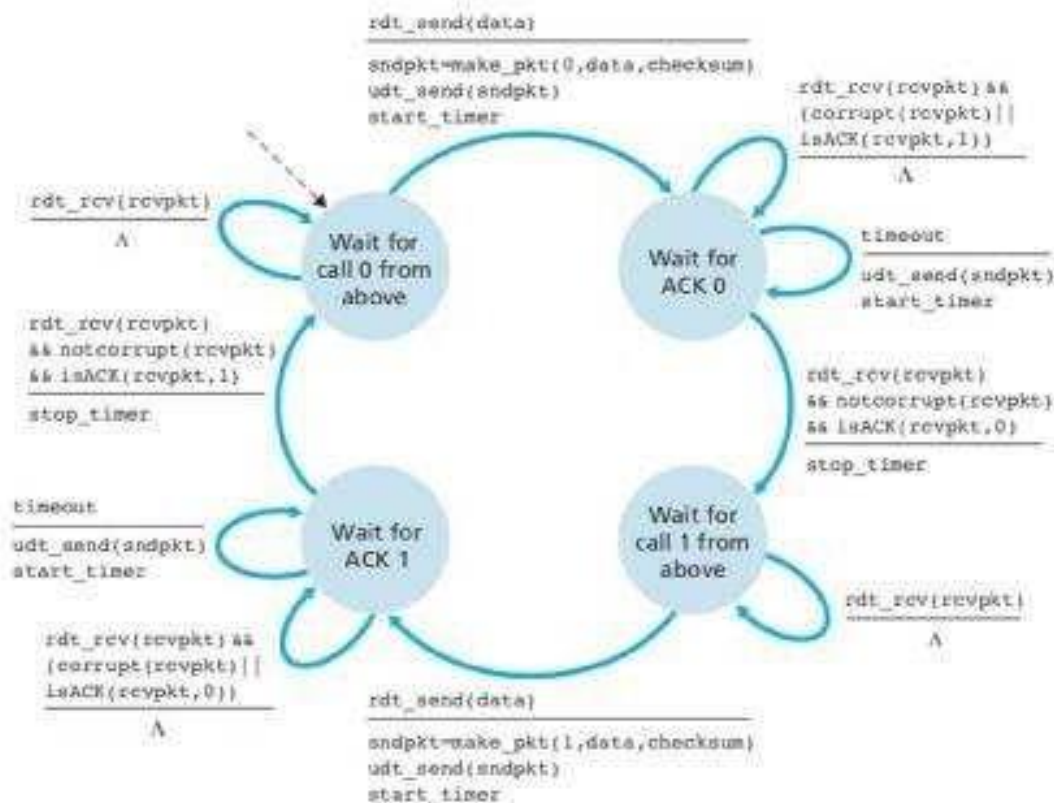 rdt_send(data)
sndpkt=make_pkt(0,data,checksum)
udt_send(sndpkt)
start_timer
rdt_rcv(rcvpkt) &&
(corrupt(rcvpkt)||
isACK(rcvpkt,1))
Λ
rdt_rcv(rcvpkt)
Λ
Wait for
call 0 from
above
Wait for
ACK 0
timeout
udt_send(sndpkt)
start_timer
rdt_rcv(rcvpkt)
&& notcorrupt(rcvpkt)
&& isACK(rcvpkt,1)
stop_timer
rdt_rcv(rcvpkt)
&& notcorrupt(rcvpkt)
&& isACK(rcvpkt,0)
stop_timer
timeout
udt_send(sndpkt)
start_timer
Wait for
ACK 1
Wait for
call 1 from
above
rdt_rcv(rcvpkt)
Λ
rdt_rcv(rcvpkt) &&
(corrupt(rcvpkt)||
isACK(rcvpkt,0))
Λ
rdt_send(data)
sndpkt=make_pkt(1,data,checksum)
udt_send(sndpkt)
start_timer